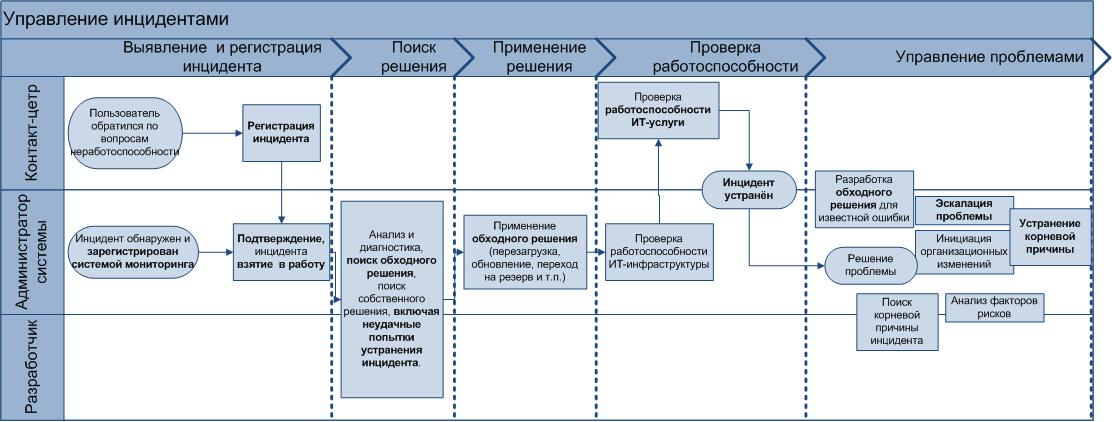 Управление инцидентами
Выявление и регистрация
инцидента
Поиск
решения
Применение
решения
Проверка
работоспособности
Управление проблемами
Контакт-цетр
Пользователь
обратился по
вопросам
неработоспособности
Регистрация
инцидента
Проверка
работоспособности
ИТ-услуги
Инцидент
устранён
Администратор
системы
Инцидент обнаружен и
зарегистрирован
системой мониторинга
Подтверждение,
инцидента
взятие в работу
Анализ и
диагностика,
поиск обходного
решения,
поиск
собственного
решения, включая
неудачные
попытки
устранения
инцидента.
Применение
обходного решения
(перезагрузка,
обновление, переход
на резерв и т.п.)
Проверка
работоспособности
ИТ-инфраструктуры
Разработка
обходного
решения для
известной ошибки
Эскалация
проблемы
Устранение
корневой
причины
Инициация
организационных
изменений
Решение
проблемы
Поиск
корневой
причины
инцидента
Анализ факторов
рисков
Разработчик